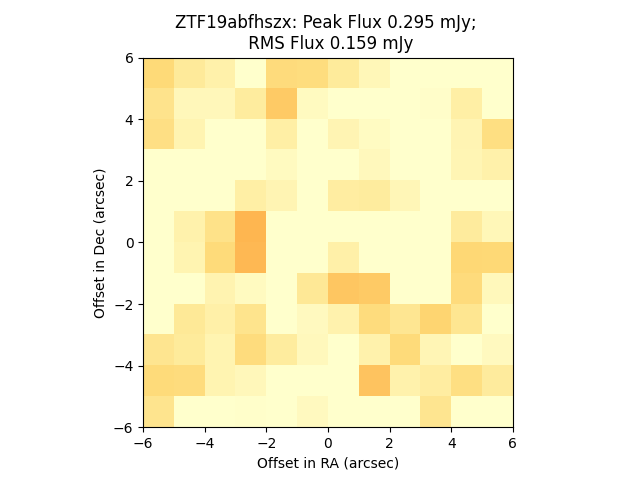 ZTF19abfhszx: Peak Flux 0.295 mJy;
RMS Flux 0.159 mJy
6
4
2
0
−2
−4
−6
Offset in Dec (arcsec)
−6 −4 −2 0 2 4 6
Offset in RA (arcsec)